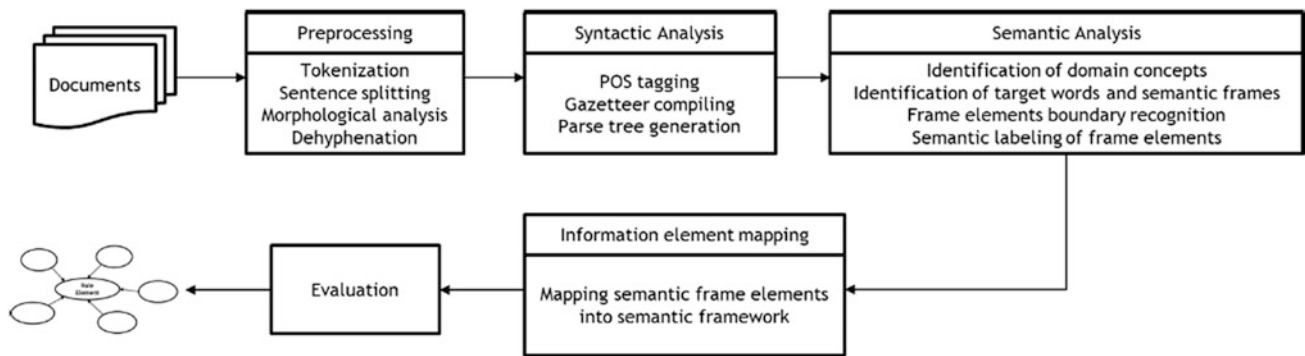 Documents
Preprocessing
Tokenization
Sentence splitting
Morphological analysis
Dehyphenation
Syntactic Analysis
POS tagging
Gazetteer compiling
Parse tree generation
Semantic Analysis
Identification of domain concepts
Identification of target words and semantic frames
Frame elements boundary recognition
Semantic labeling of frame elements
Information element mapping
Mapping semantic frame elements
into semantic framework
Evaluation
Rule
Element